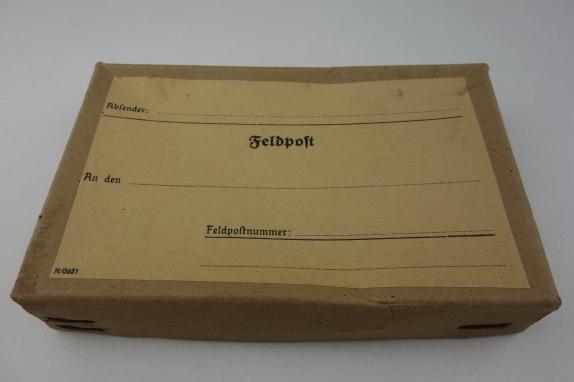 Abſender:
Feldpoſt
An den
Feldpoſtnummer:
N/0651